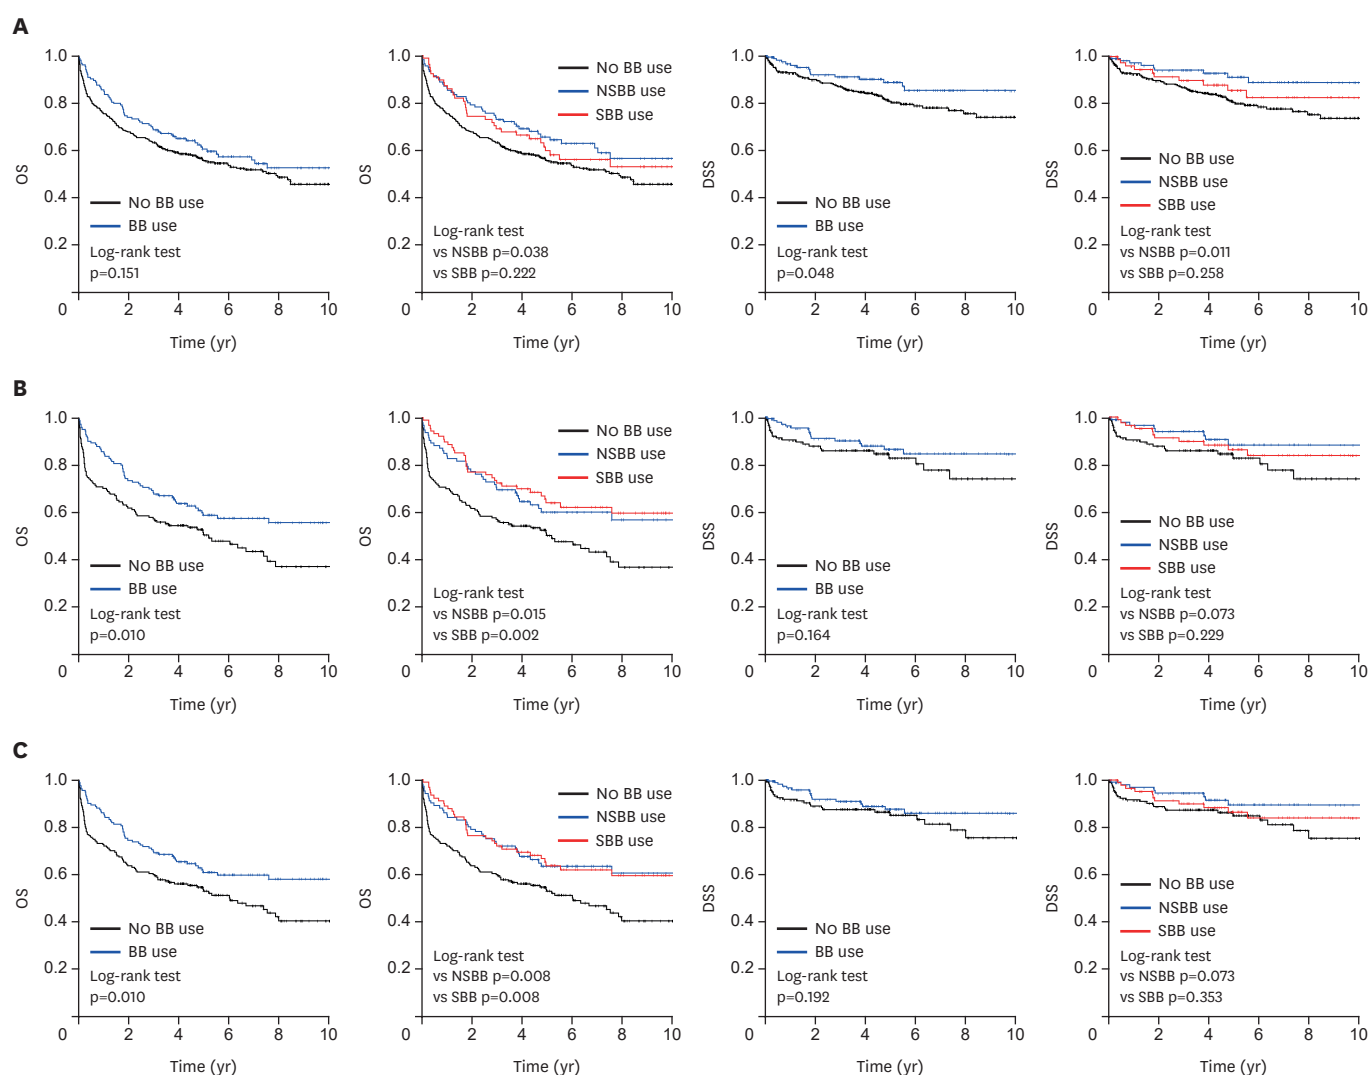 A
1.0
0.8
0.6
0.4
0.2
OS
No BB use
BB use
Log-rank test
p=0.151
0 2 4 6 8 10
Time (yr)
1.0
0.8
0.6
0.4
0.2
OS
No BB use
NSBB use
SBB use
Log-rank test
vs NSBB p=0.038
vs SBB p=0.222
0 2 4 6 8 10
Time (yr)
1.0
0.8
0.6
0.4
0.2
DSS
No BB use
BB use
Log-rank test
p=0.048
0 2 4 6 8 10
Time (yr)
1.0
0.8
0.6
0.4
0.2
DSS
No BB use
NSBB use
SBB use
Log-rank test
vs NSBB p=0.011
vs SBB p=0.258
0 2 4 6 8 10
Time (yr)
B
1.0
0.8
0.6
0.4
0.2
OS
No BB use
BB use
Log-rank test
p=0.010
0 2 4 6 8 10
Time (yr)
1.0
0.8
0.6
0.4
0.2
OS
No BB use
NSBB use
SBB use
Log-rank test
vs NSBB p=0.015
vs SBB p=0.002
0 2 4 6 8 10
Time (yr)
1.0
0.8
0.6
0.4
0.2
DSS
No BB use
BB use
Log-rank test
p=0.164
0 2 4 6 8 10
Time (yr)
1.0
0.8
0.6
0.4
0.2
DSS
No BB use
NSBB use
SBB use
Log-rank test
vs NSBB p=0.073
vs SBB p=0.229
0 2 4 6 8 10
Time (yr)
C
1.0
0.8
0.6
0.4
0.2
OS
No BB use
BB use
Log-rank test
p=0.010
0 2 4 6 8 10
Time (yr)
1.0
0.8
0.6
0.4
0.2
OS
No BB use
NSBB use
SBB use
Log-rank test
vs NSBB p=0.008
vs SBB p=0.008
0 2 4 6 8 10
Time (yr)
1.0
0.8
0.6
0.4
0.2
DSS
No BB use
BB use
Log-rank test
p=0.192
0 2 4 6 8 10
Time (yr)
1.0
0.8
0.6
0.4
0.2
DSS
No BB use
NSBB use
SBB use
Log-rank test
vs NSBB p=0.073
vs SBB p=0.353
0 2 4 6 8 10
Time (yr)